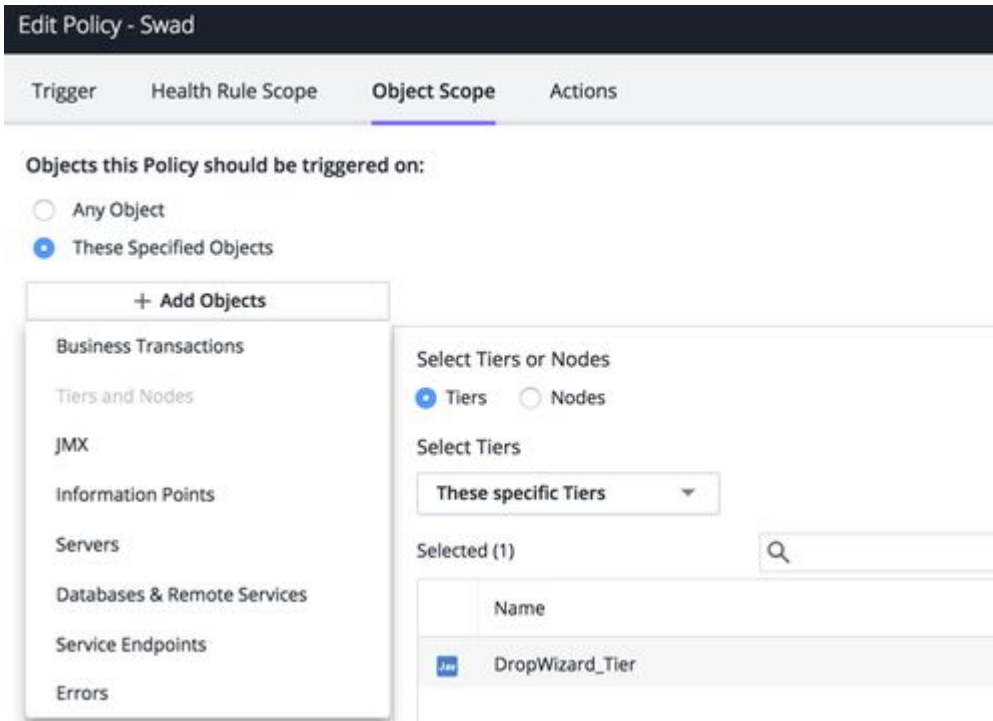 Edit Policy - Swad
Trigger Health Rule Scope Object Scope Actions
Objects this Policy should be triggered on:
Any Object
These Specified Objects
+ Add Objects
Business Transactions
Tiers and Nodes
JMX
Information Points
Servers
Databases & Remote Services
Service Endpoints
Errors
Select Tiers or Nodes
Tiers Nodes
Select Tiers
These specific Tiers
Selected (1)
Name
DropWizard_Tier